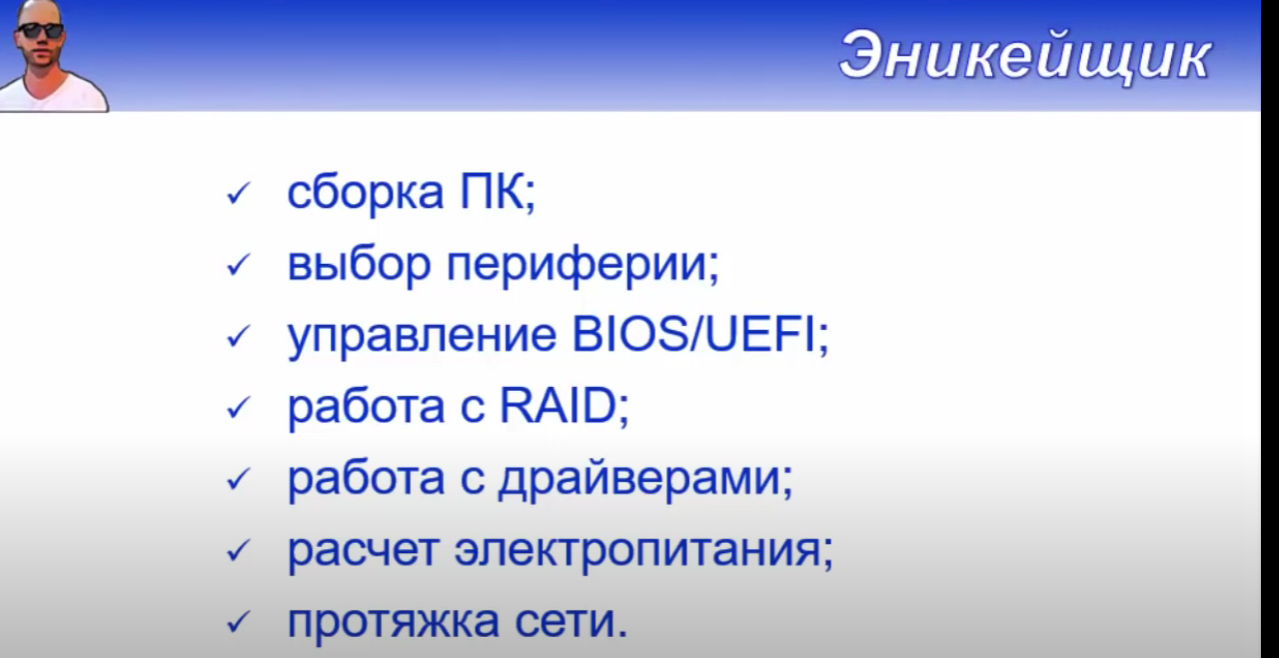 Эникейщик
сборка ПК;
выбор периферии;
управление BIOS/UEFI;
работа с RAID;
работа с драйверами;
расчет электропитания;
протяжка сети.